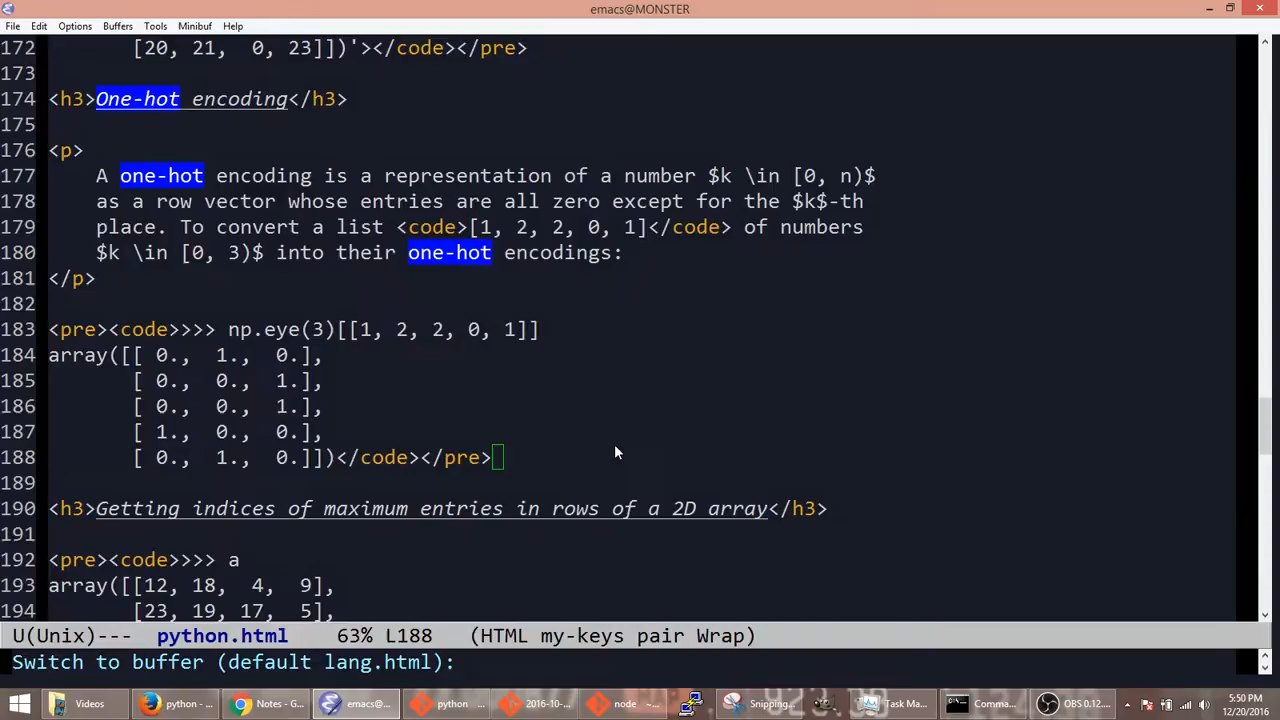 emacs@MONSTER
File Edit Options Buffers Tools Minibuf Help
172 [20, 21, 0, 23]])'></code></pre>
173
174 <h3>One-hot encoding</h3>
175
176 <p>
177 A one-hot encoding is a representation of a number $k \in [0, n)$
178 as a row vector whose entries are all zero except for the $k$-th
179 place. To convert a list <code>[1, 2, 2, 0, 1]</code> of numbers
180 $k \in [0, 3)$ into their one-hot encodings:
181 </p>
182
183 <pre><code>>>> np.eye(3)[[1, 2, 2, 0, 1]]
184 array([[ 0., 1., 0.],
185 [ 0., 0., 1.],
186 [ 0., 0., 1.],
187 [ 1., 0., 0.],
188 [ 0., 1., 0.]])</code></pre>
189
190 <h3>Getting indices of maximum entries in rows of a 2D array</h3>
191
192 <pre><code>>>> a
193 array([[12, 18, 4, 9],
194 [23, 19, 17, 5],
U(Unix)--- python.html 63% L188 (HTML my-keys pair Wrap)
Switch to buffer (default lang.html):
Videos python - ... Notes - G... emacs@... python ... 2016-10-... node ~... Snipping... Task Ma... Comma... OBS 0.12.... 5:50 PM
12/20/2016